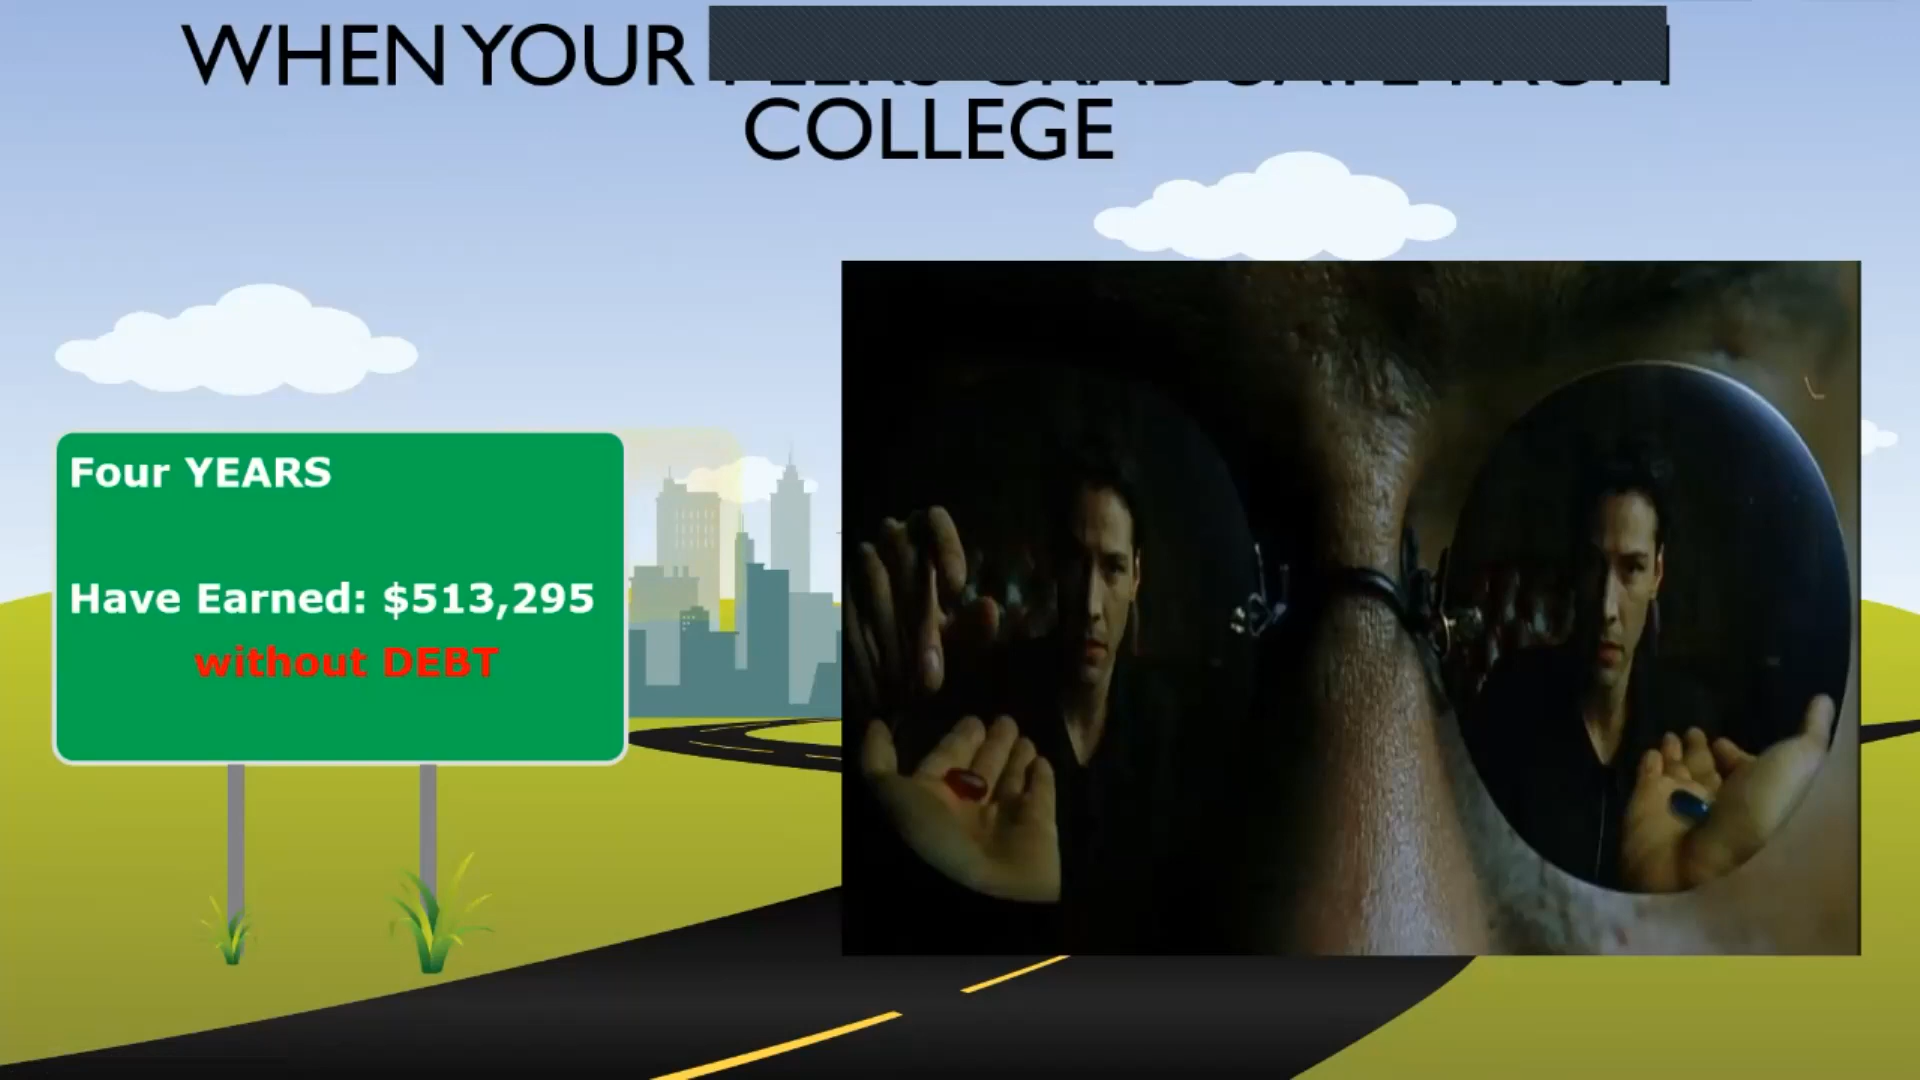 WHEN YOUR
COLLEGE
Four YEARS
Have Earned: $513,295
without DEBT